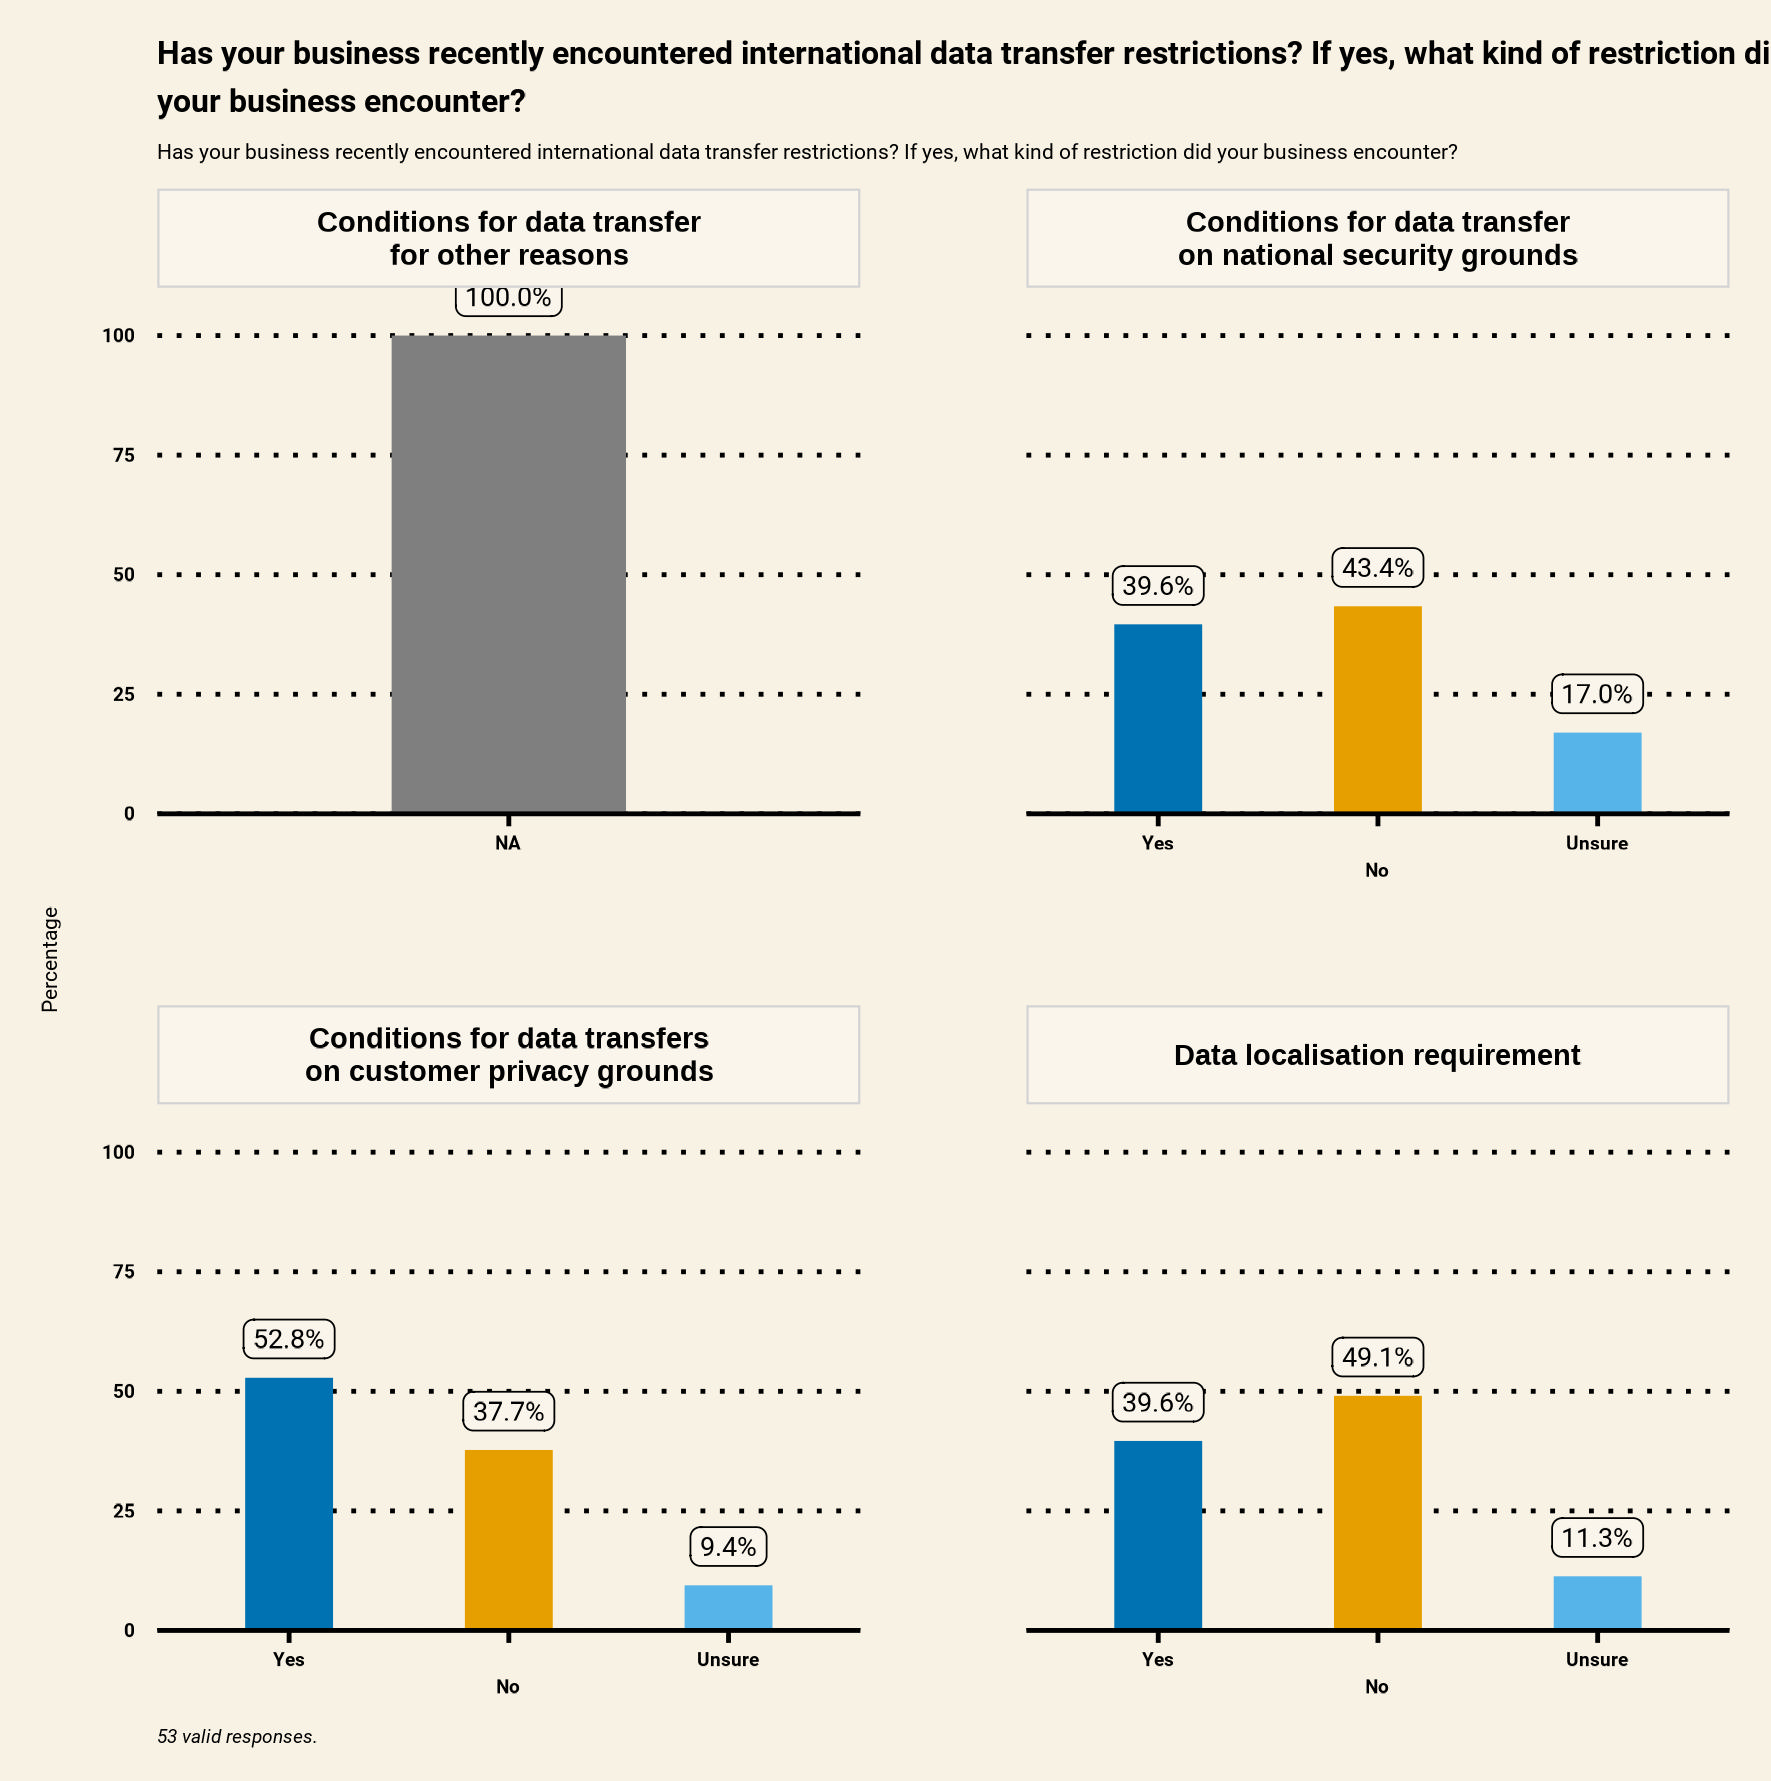 Has your business recently encountered international data transfer restrictions? If yes, what kind of restriction di
your business encounter?
Has your business recently encountered international data transfer restrictions? If yes, what kind of restriction did your business encounter?
Conditions for data transfer
for other reasons
Conditions for data transfer
on national security grounds
100.0%
100
75
50
25
0
NA
39.6%
43.4%
17.0%
Yes
No
Unsure
Percentage
Conditions for data transfers
on customer privacy grounds
Data localisation requirement
100
75
50
25
0
52.8%
37.7%
9.4%
Yes
No
Unsure
39.6%
49.1%
11.3%
Yes
No
Unsure
53 valid responses.